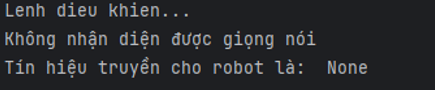 Lenh dieu khien...
Không nhận diện được giọng nói
Tín hiệu truyền cho robot là:  None